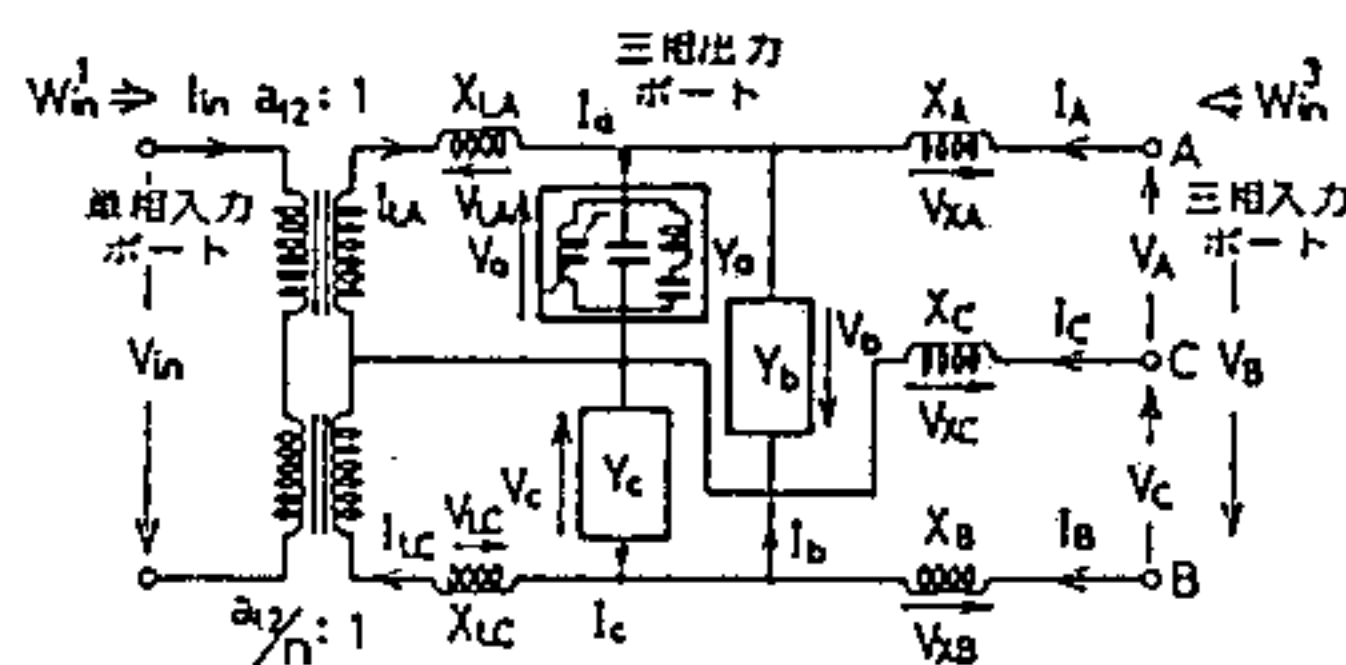 三相出力
ポート
W¹in ⇒ Iin a12 : 1
XLA
Ia
XA
IA
⇐ W³in
A
単相入力
ポート
ILA
VLA
Va
Ya
VXA
VA
三相入力
ポート
Vin
Yb
Vb
XC
IC
C
VB
VXC
Vc
Yc
VC
ILC
VLC
Ib
XB
IB
B
a12/n : 1
XLC
Ic
VXB